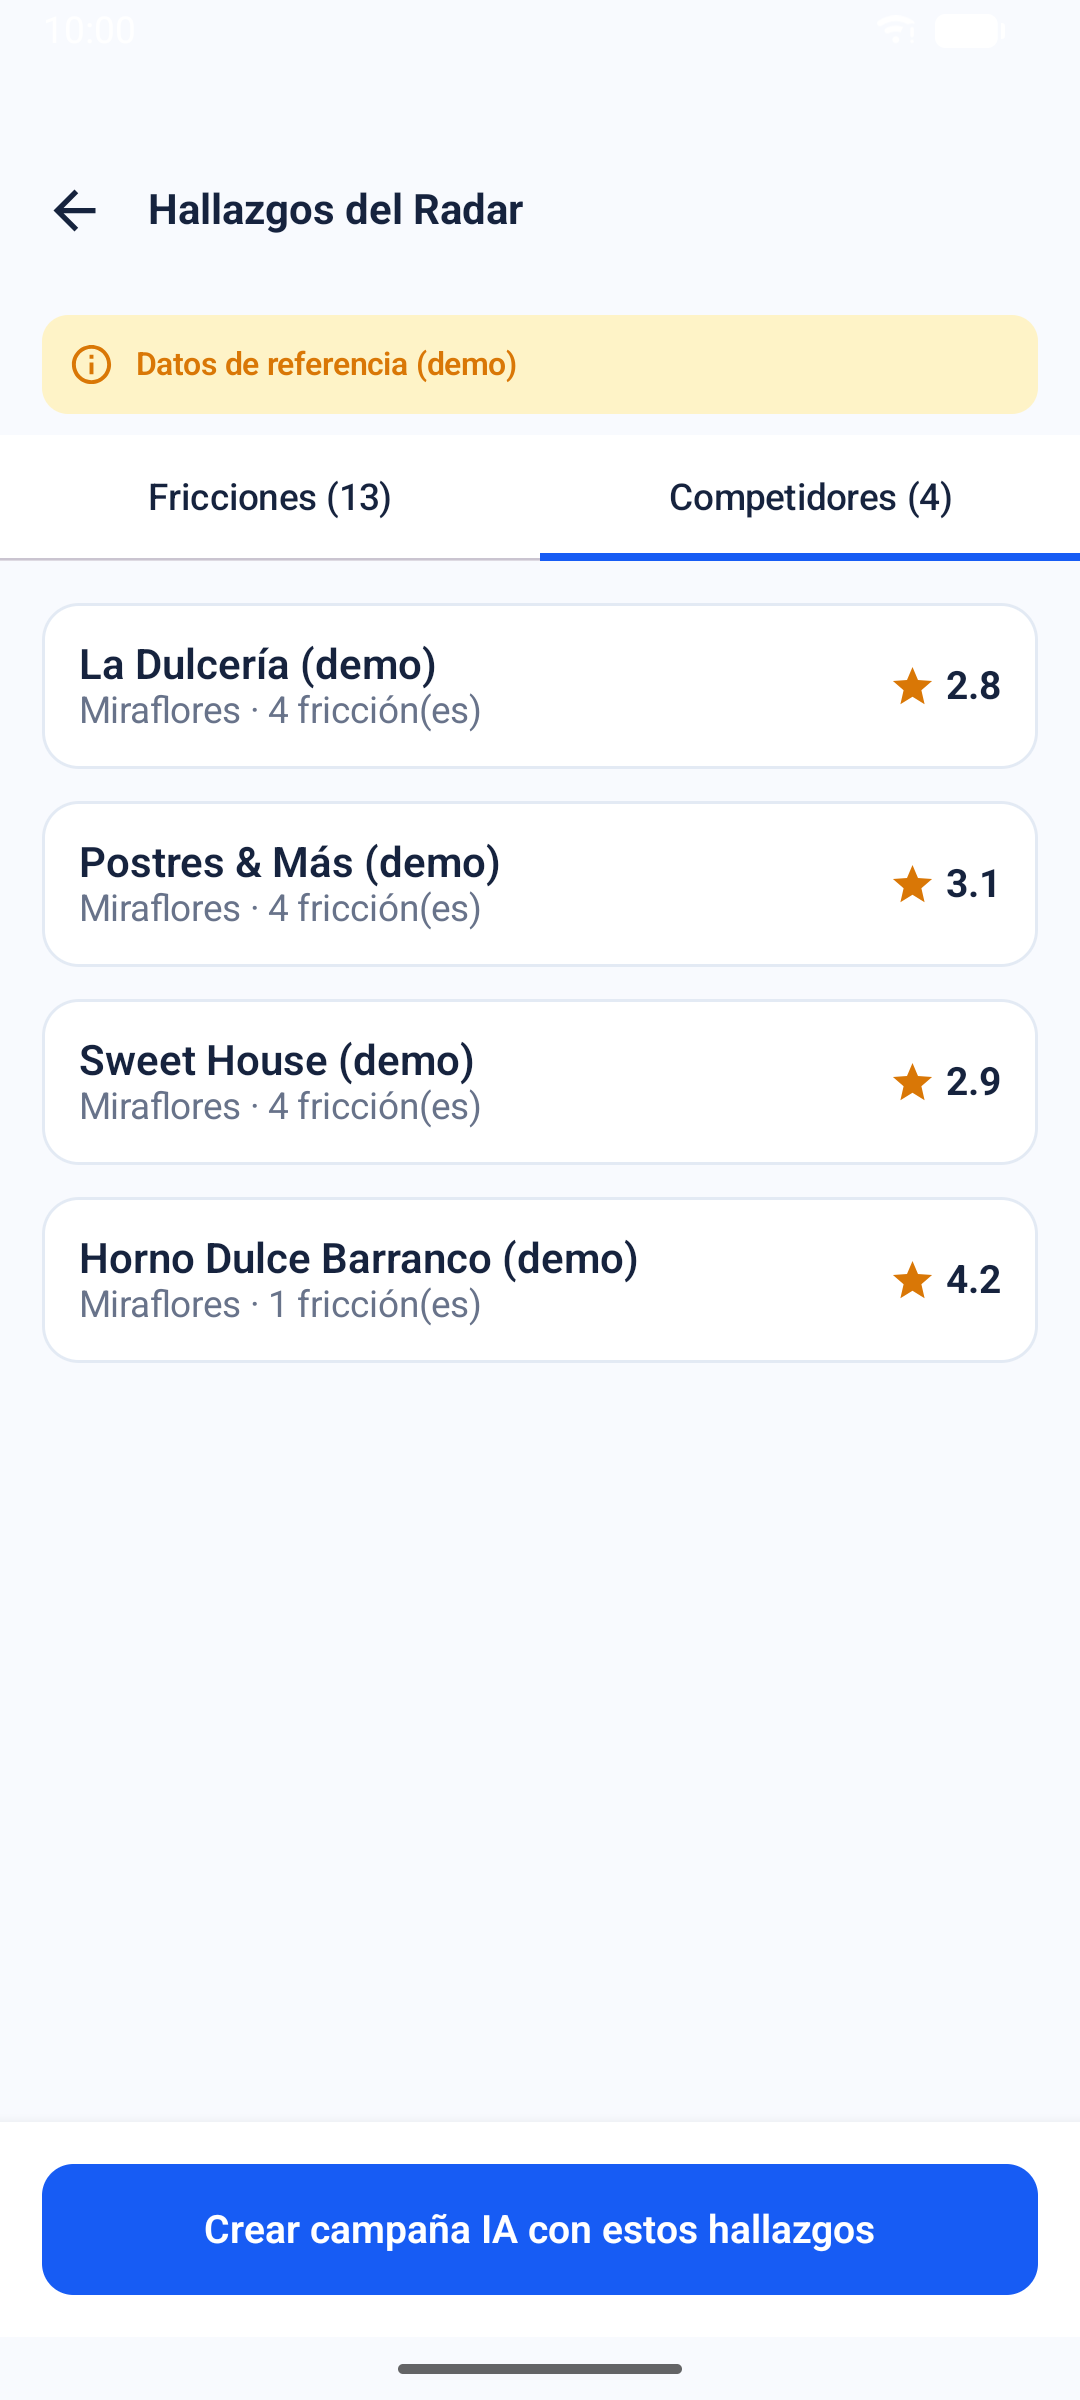 10:00
Hallazgos del Radar
Datos de referencia (demo)
Fricciones (13)
Competidores (4)
La Dulcería (demo)
Miraflores · 4 fricción(es)
2.8
Postres & Más (demo)
Miraflores · 4 fricción(es)
3.1
Sweet House (demo)
Miraflores · 4 fricción(es)
2.9
Horno Dulce Barranco (demo)
Miraflores · 1 fricción(es)
4.2
Crear campaña IA con estos hallazgos